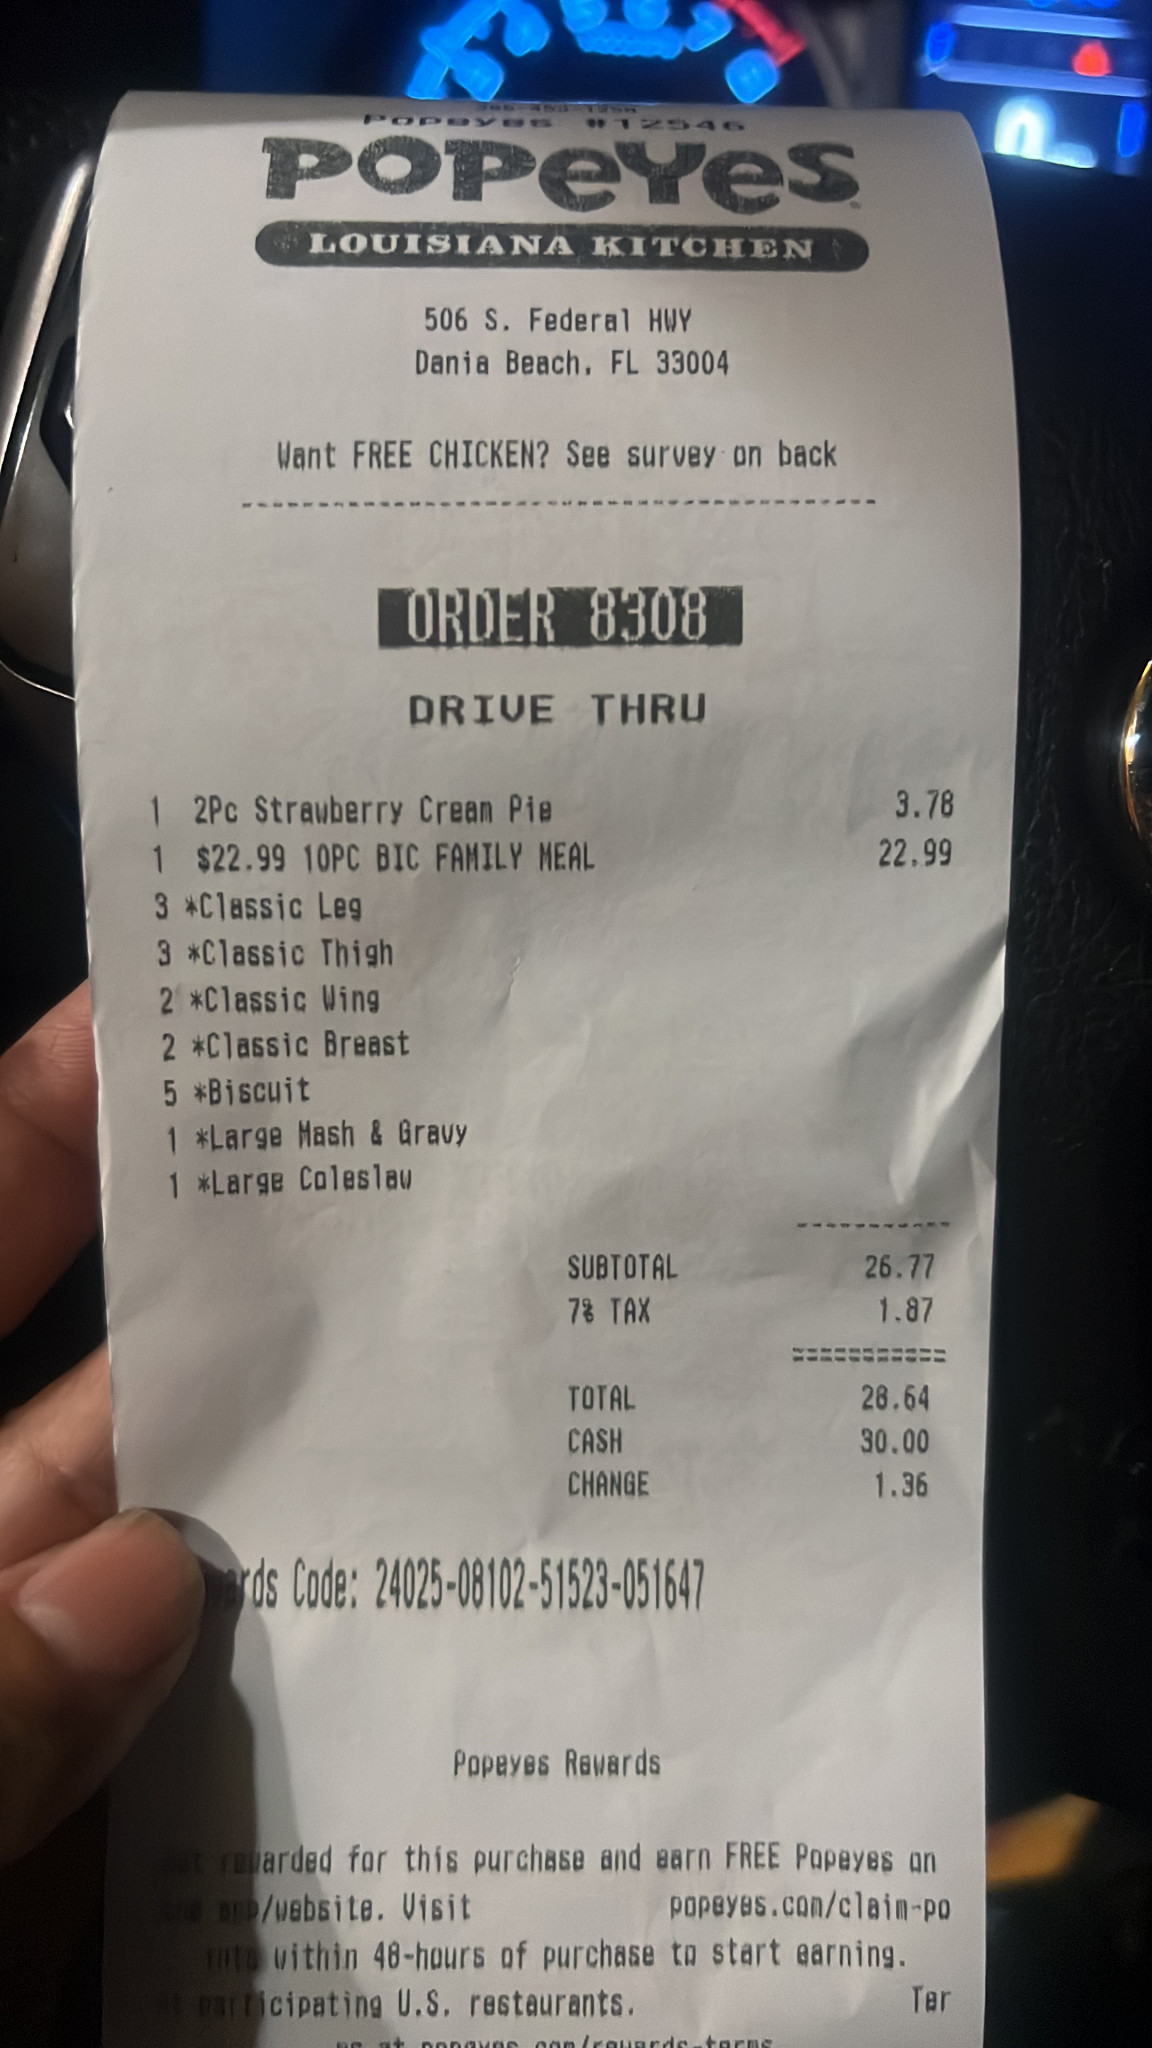 Popeyes #12546
POPEYES
LOUISIANA KITCHEN
506 S. Federal HWY
Dania Beach, FL 33004
Want FREE CHICKEN? See survey on back
ORDER 8308
DRIVE THRU
1 2Pc Strawberry Cream Pie 3.78
1 $22.99 10PC BIC FAMILY MEAL 22.99
3 *Classic Leg
3 *Classic Thigh
2 *Classic Wing
2 *Classic Breast
5 *Biscuit
1 *Large Mash & Gravy
1 *Large Coleslaw
SUBTOTAL 26.77
7% TAX 1.87
TOTAL 28.64
CASH 30.00
CHANGE 1.36
Code: 24025-08102-51523-051647
Popeyes Rewards
for this purchase and earn FREE Popeyes on
app/website. Visit popeyes.com/claim-po
within 48-hours of purchase to start earning.
participating U.S. restaurants. Ter
at popeyes.com/rewards-terms